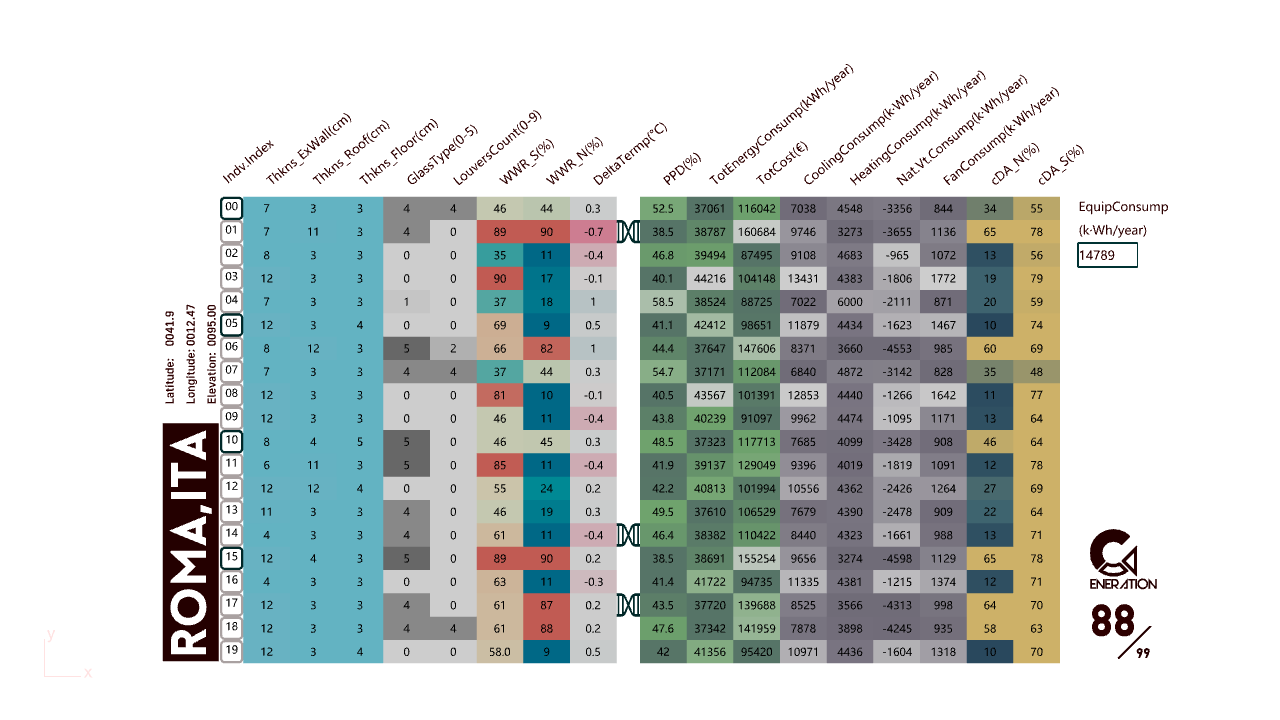 Indv.Index Thkns_ExWall(cm) Thkns_Roof(cm) Thkns_Floor(cm) GlassType(0-5) LouversCount(0-9) WWR_S(%) WWR_N(%) DeltaTermp(°C) PPD(%) TotEnergyConsump(kWh/year) TotCost(€) CoolingConsump(k·Wh/year) HeatingConsump(k·Wh/year) Nat.Vt.Consump(k·Wh/year) FanConsump(k·Wh/year) cDA_N(%) cDA_S(%)
00 7 3 3 4 4 46 44 0.3 52.5 37061 116042 7038 4548 -3356 844 34 55
01 7 11 3 4 0 89 90 -0.7 38.5 38787 160684 9746 3273 -3655 1136 65 78
02 8 3 3 0 0 35 11 -0.4 46.8 39494 87495 9108 4683 -965 1072 13 56
03 12 3 3 0 0 90 17 -0.1 40.1 44216 104148 13431 4383 -1806 1772 19 79
04 7 3 3 1 0 37 18 1 58.5 38524 88725 7022 6000 -2111 871 20 59
05 12 3 4 0 0 69 9 0.5 41.1 42412 98651 11879 4434 -1623 1467 10 74
06 8 12 3 5 2 66 82 1 44.4 37647 147606 8371 3660 -4553 985 60 69
07 7 3 3 4 4 37 44 0.3 54.7 37171 112084 6840 4872 -3142 828 35 48
08 12 3 3 0 0 81 10 -0.1 40.5 43567 101391 12853 4440 -1266 1642 11 77
09 12 3 3 0 0 46 11 -0.4 43.8 40239 91097 9962 4474 -1095 1171 13 64
10 8 4 5 5 0 46 45 0.3 48.5 37323 117713 7685 4099 -3428 908 46 64
11 6 11 3 5 0 85 11 -0.4 41.9 39137 129049 9396 4019 -1819 1091 12 78
12 12 12 4 0 0 55 24 0.2 42.2 40813 101994 10556 4362 -2426 1264 27 69
13 11 3 3 4 0 46 19 0.3 49.5 37610 106529 7679 4390 -2478 909 22 64
14 4 3 3 4 0 61 11 -0.4 46.4 38382 110422 8440 4323 -1661 988 13 71
15 12 4 3 5 0 89 90 0.2 38.5 38691 155254 9656 3274 -4598 1129 65 78
16 4 3 3 0 0 63 11 -0.3 41.4 41722 94735 11335 4381 -1215 1374 12 71
17 12 3 3 4 0 61 87 0.2 43.5 37720 139688 8525 3566 -4313 998 64 70
18 12 3 3 4 4 61 88 0.2 47.6 37342 141959 7878 3898 -4245 935 58 63
19 12 3 4 0 0 58.0 9 0.5 42 41356 95420 10971 4436 -1604 1318 10 70
Latitude: 0041.9
Longitude: 0012.47
Elevation: 0095.00
ROMA,ITA
EquipConsump
(k·Wh/year)
14789
ENERATION
88/99
y
x